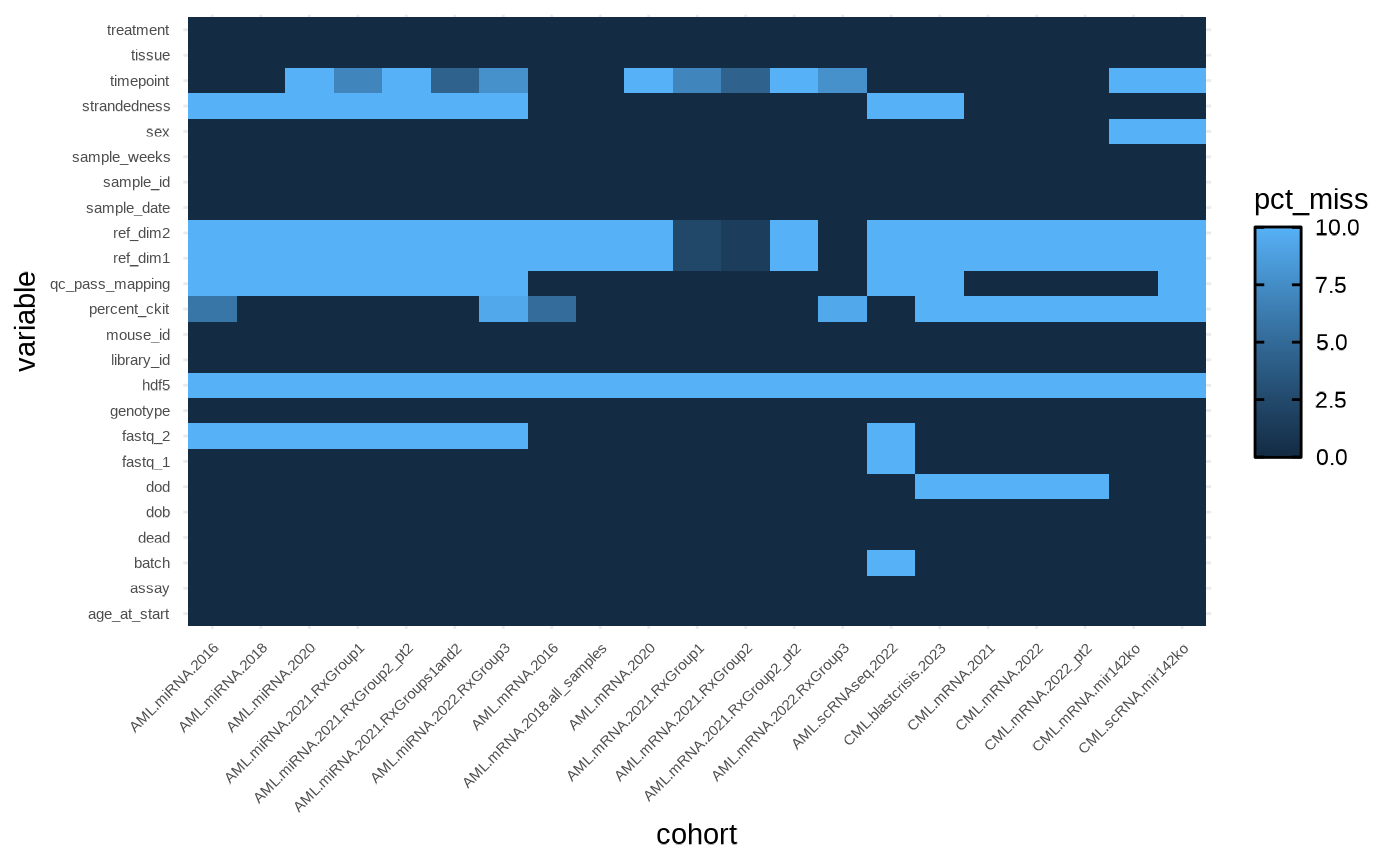 treatment
tissue
timepoint
strandedness
sex
sample_weeks
sample_id
sample_date
ref_dim2
ref_dim1
qc_pass_mapping
percent_ckit
mouse_id
library_id
hdf5
genotype
fastq_2
fastq_1
dod
dob
dead
batch
assay
age_at_start
variable
AML.miRNA.2016
AML.miRNA.2018
AML.miRNA.2020
AML.miRNA.2021.RxGroup1
AML.miRNA.2021.RxGroup2_pt2
AML.miRNA.2021.RxGroups1and2
AML.miRNA.2022.RxGroup3
AML.mRNA.2016
AML.mRNA.2018.all_samples
AML.mRNA.2020
AML.mRNA.2021.RxGroup1
AML.mRNA.2021.RxGroup2
AML.mRNA.2021.RxGroup2_pt2
AML.mRNA.2022.RxGroup3
AML.scRNAseq.2022
CML.blastcrisis.2023
CML.mRNA.2021
CML.mRNA.2022
CML.mRNA.2022_pt2
CML.mRNA.mir142ko
CML.scRNA.mir142ko
cohort
pct_miss
10.0
7.5
5.0
2.5
0.0